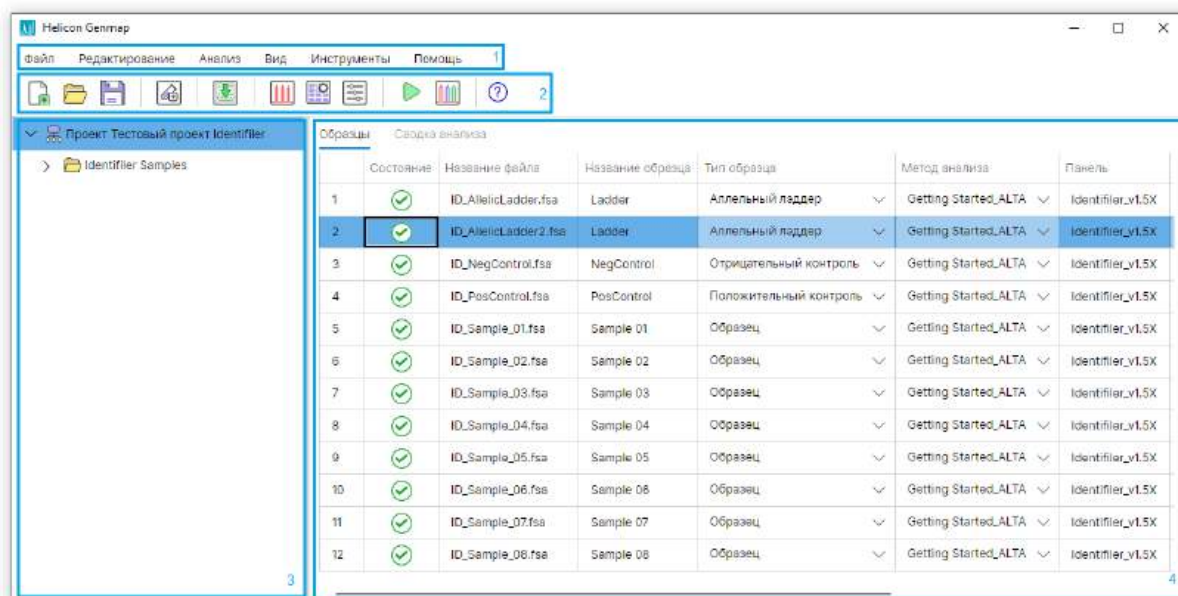 Helicon Genmap
Файл Редактирование Анализ Вид Инструменты Помощь 1
2
Проект Тестовый проект Identifiler
Identifiler Samples
3
Образцы Сводка анализа
Состояние Название файла Название образца Тип образца Метод анализа Панель
1 ID_AllelicLadder.fsa Ladder Аллельный ладдер Getting Started_ALTA Identifiler_v1.5X
2 ID_AllelicLadder2.fsa Ladder Аллельный ладдер Getting Started_ALTA Identifiler_v1.5X
3 ID_NegControl.fsa NegControl Отрицательный контроль Getting Started_ALTA Identifiler_v1.5X
4 ID_PosControl.fsa PosControl Положительный контроль Getting Started_ALTA Identifiler_v1.5X
5 ID_Sample_01.fsa Sample 01 Образец Getting Started_ALTA Identifiler_v1.5X
6 ID_Sample_02.fsa Sample 02 Образец Getting Started_ALTA Identifiler_v1.5X
7 ID_Sample_03.fsa Sample 03 Образец Getting Started_ALTA Identifiler_v1.5X
8 ID_Sample_04.fsa Sample 04 Образец Getting Started_ALTA Identifiler_v1.5X
9 ID_Sample_05.fsa Sample 05 Образец Getting Started_ALTA Identifiler_v1.5X
10 ID_Sample_06.fsa Sample 06 Образец Getting Started_ALTA Identifiler_v1.5X
11 ID_Sample_07.fsa Sample 07 Образец Getting Started_ALTA Identifiler_v1.5X
12 ID_Sample_08.fsa Sample 08 Образец Getting Started_ALTA Identifiler_v1.5X
4